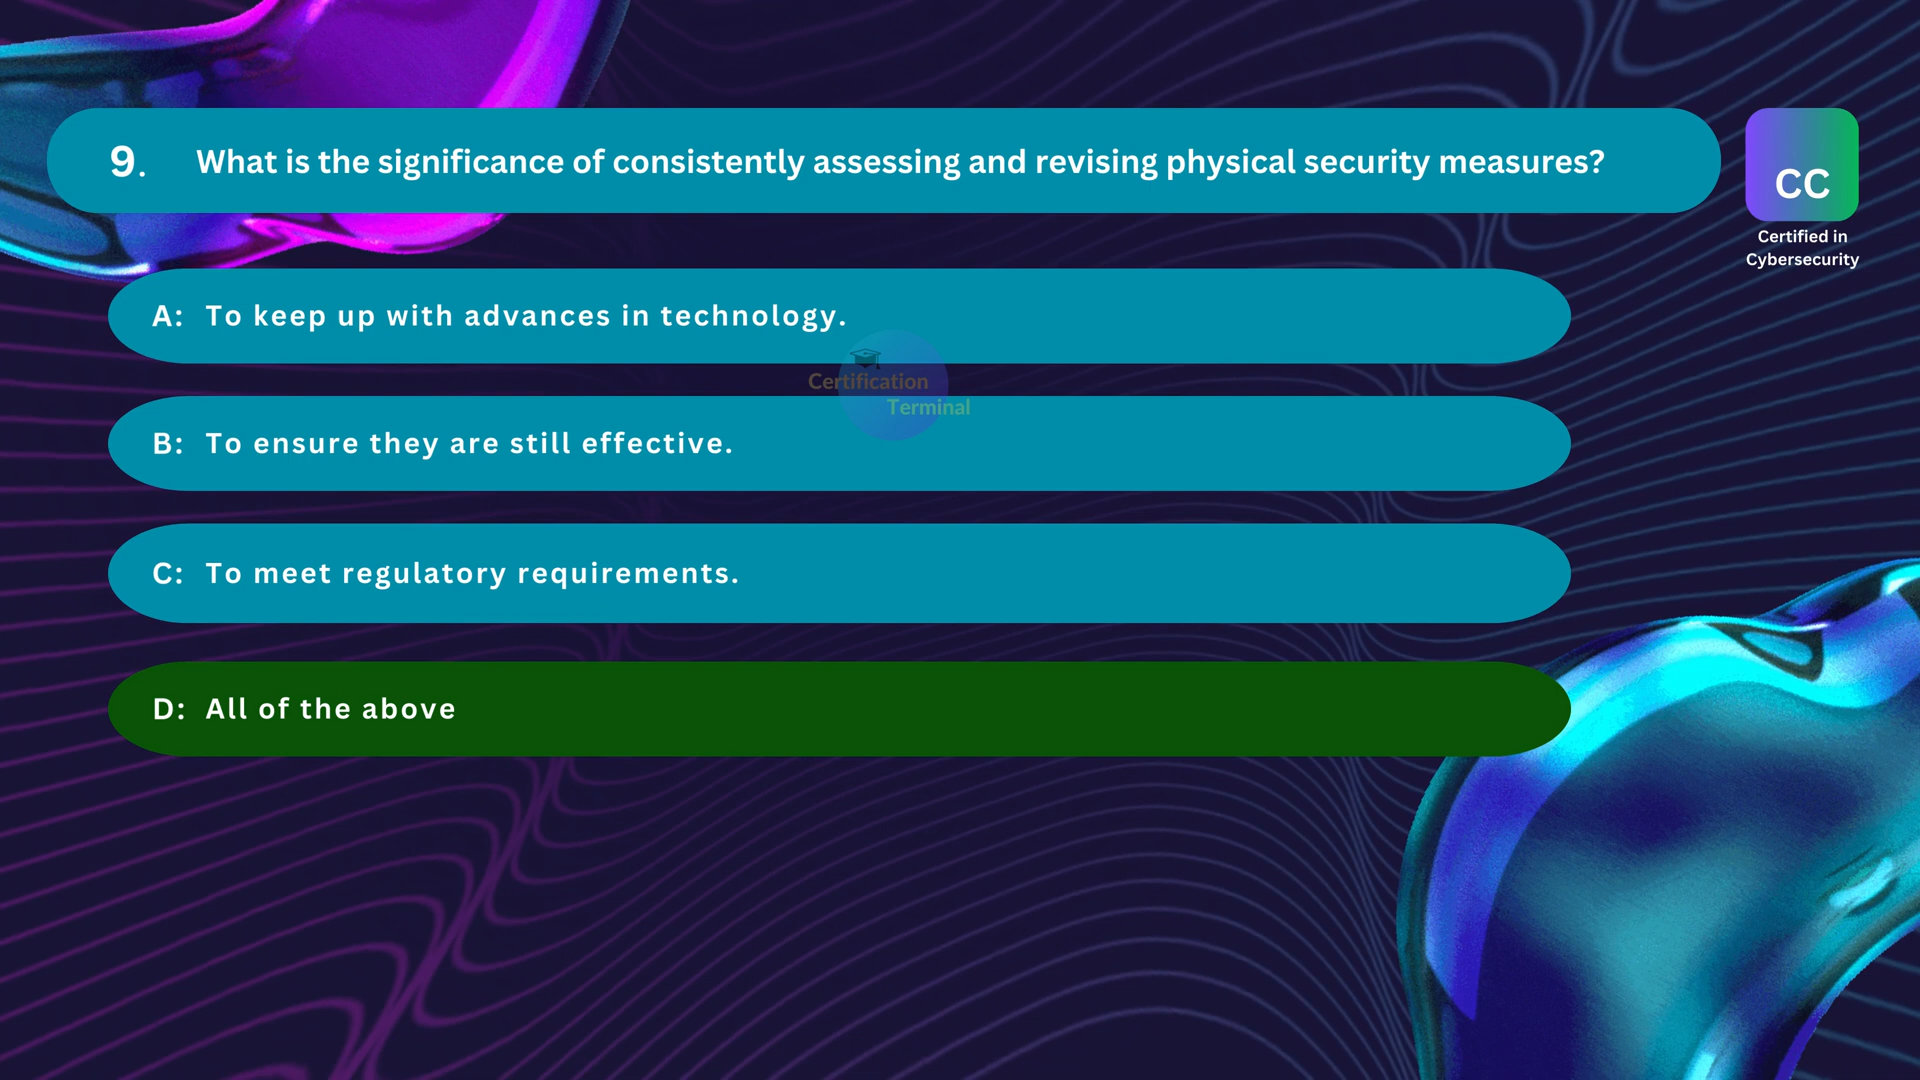 9. What is the significance of consistently assessing and revising physical security measures?
CC
Certified in
Cybersecurity
A: To keep up with advances in technology.
Certification
Terminal
B: To ensure they are still effective.
C: To meet regulatory requirements.
D: All of the above